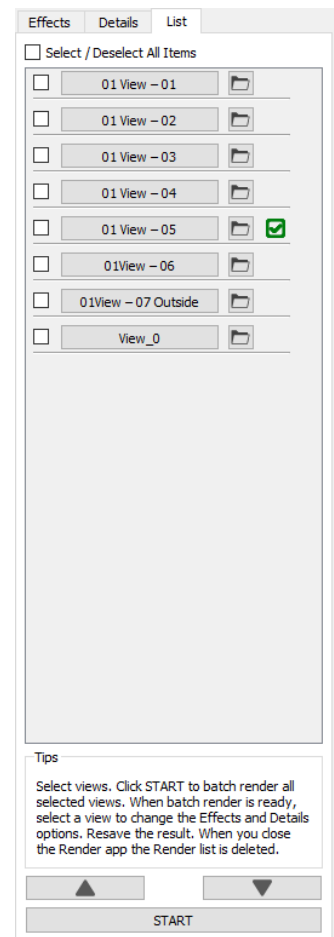 Effects Details List
Select / Deselect All Items
01 View – 01
01 View – 02
01 View – 03
01 View – 04
01 View – 05
01View – 06
01View – 07 Outside
View_0
Tips
Select views. Click START to batch render all
selected views. When batch render is ready,
select a view to change the Effects and Details
options. Resave the result. When you close
the Render app the Render list is deleted.
START